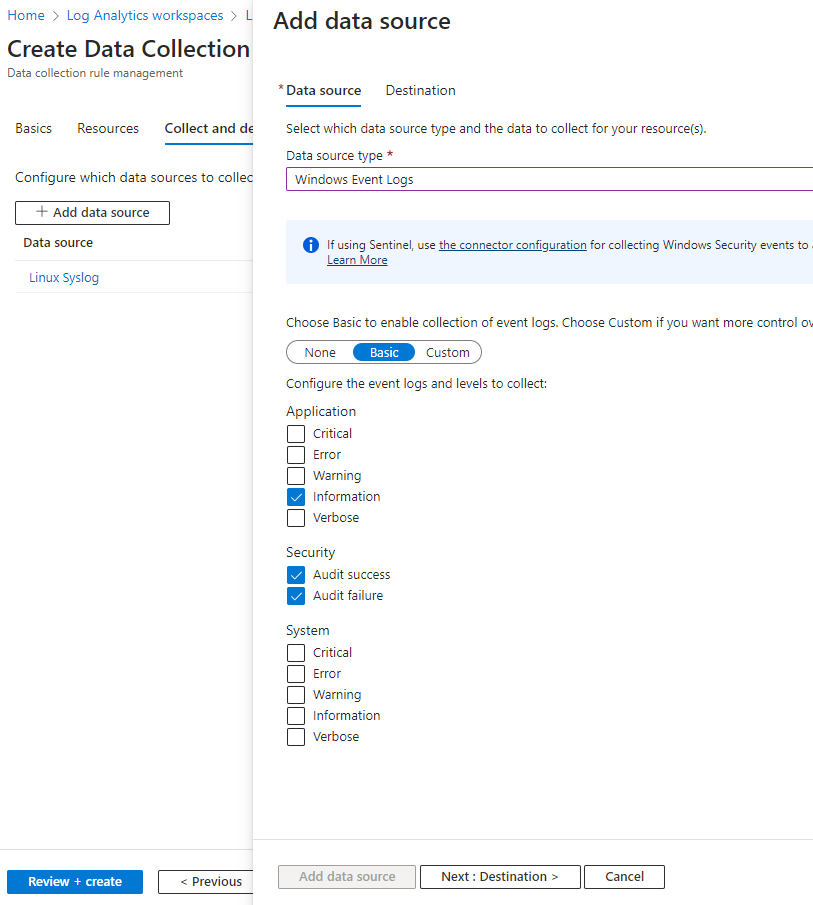 Home > Log Analytics workspaces > L
Create Data Collection
Data collection rule management
Basics Resources Collect and de
Configure which data sources to collec
+ Add data source
Data source
Linux Syslog
Review + create < Previous
Add data source
* Data source Destination
Select which data source type and the data to collect for your resource(s).
Data source type *
Windows Event Logs
If using Sentinel, use the connector configuration for collecting Windows Security events to
Learn More
Choose Basic to enable collection of event logs. Choose Custom if you want more control ov
None Basic Custom
Configure the event logs and levels to collect:
Application
Critical
Error
Warning
Information
Verbose
Security
Audit success
Audit failure
System
Critical
Error
Warning
Information
Verbose
Add data source Next : Destination > Cancel